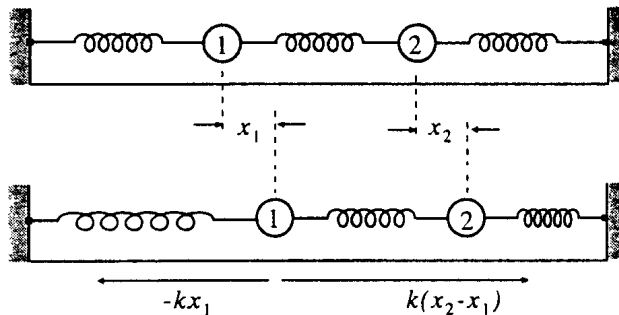 1 2
x₁ x₂
1 2
-kx₁ k(x₂-x₁)